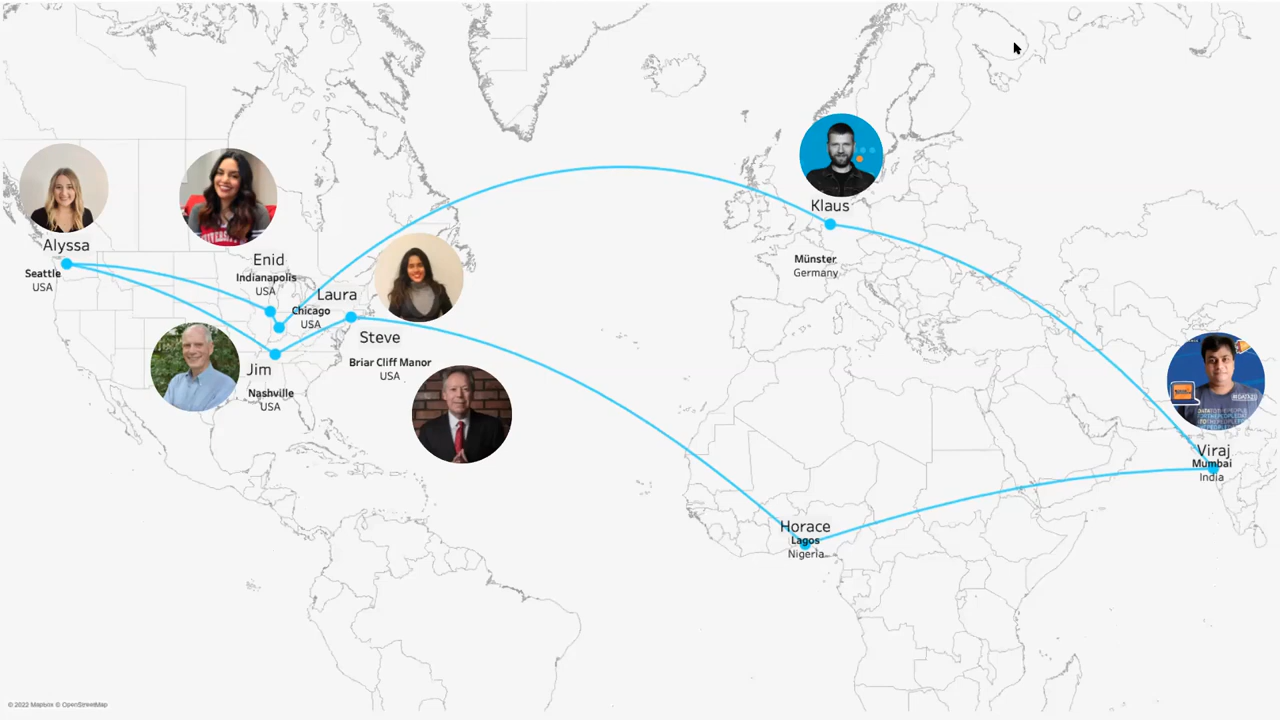 Klaus
Alyssa
Seattle
USA
Münster
Germany
Enid
Indianapolis
USA
Laura
Chicago
USA
Steve
Briar Cliff Manor
USA
Jim
Nashville
USA
Viraj
Mumbai
India
Horace
Lagos
Nigeria
© 2022 Mapbox © OpenStreetMap